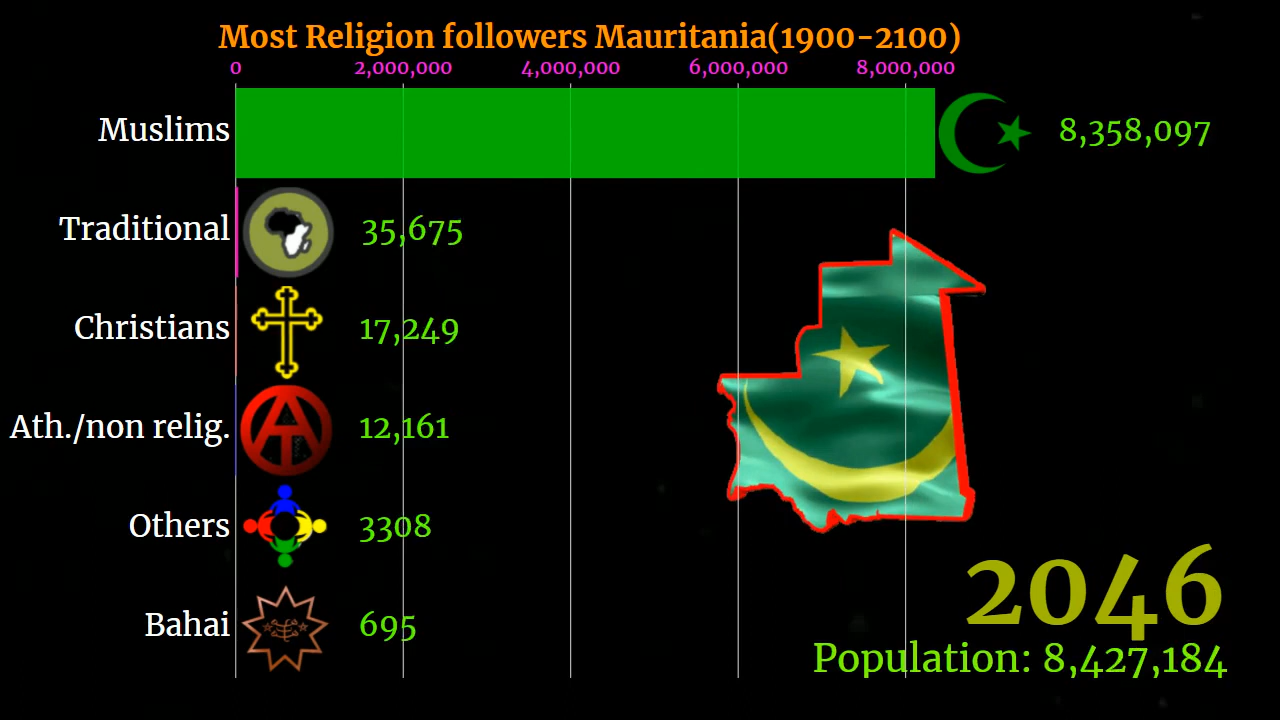 Most Religion followers Mauritania(1900-2100)
0 2,000,000 4,000,000 6,000,000 8,000,000
Muslims 8,358,097
Traditional 35,675
Christians 17,249
Ath./non relig. 12,161
Others 3308
Bahai 695
2046
Population: 8,427,184